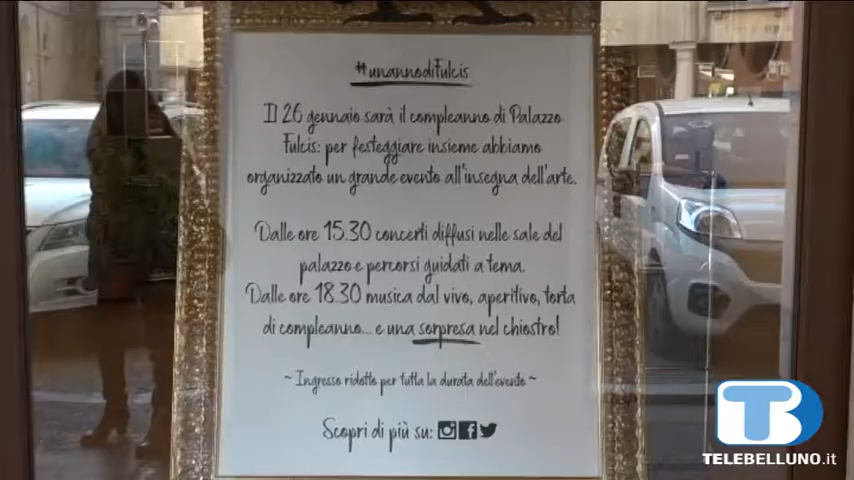 #unannodiFulcis
Il 26 gennaio sarà il compleanno di Palazzo
Fulcis: per festeggiare insieme abbiamo
organizzato un grande evento all'insegna dell'arte.
Dalle ore 15.30 concerti diffusi nelle sale del
palazzo e percorsi guidati a tema.
Dalle ore 18.30 musica dal vivo, aperitivo, torta
di compleanno... e una sorpresa nel chiostro!
~ Ingresso ridotto per tutta la durata dell'evento ~
Scopri di più su:
TB
TELEBELLUNO.it